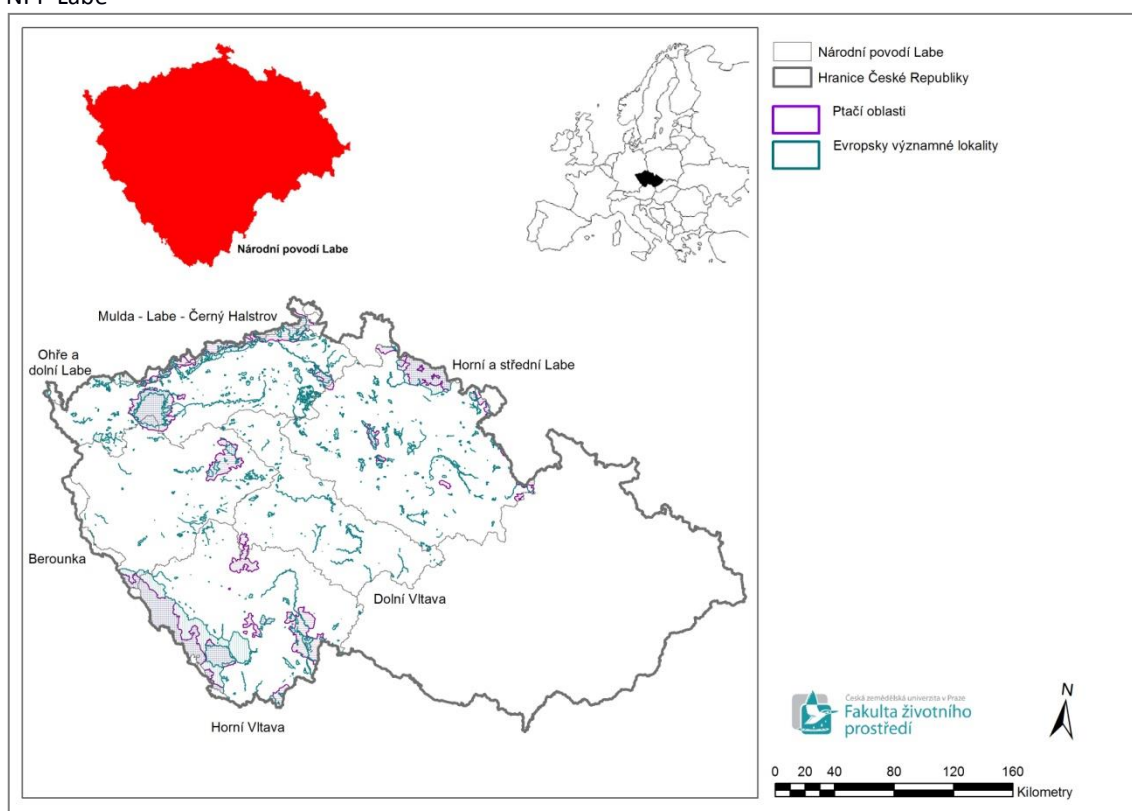 NPP Labe
Národní povodí Labe
Hranice České Republiky
Ptačí oblasti
Evropsky významné lokality
Národní povodí Labe
Mulda - Labe - Černý Halstrov
Ohře a
dolní Labe
Horní a střední Labe
Berounka
Dolní Vltava
Horní Vltava
Česká zemědělská univerzita v Praze
Fakulta životního
prostředí
N
0 20 40 80 120 160
Kilometry